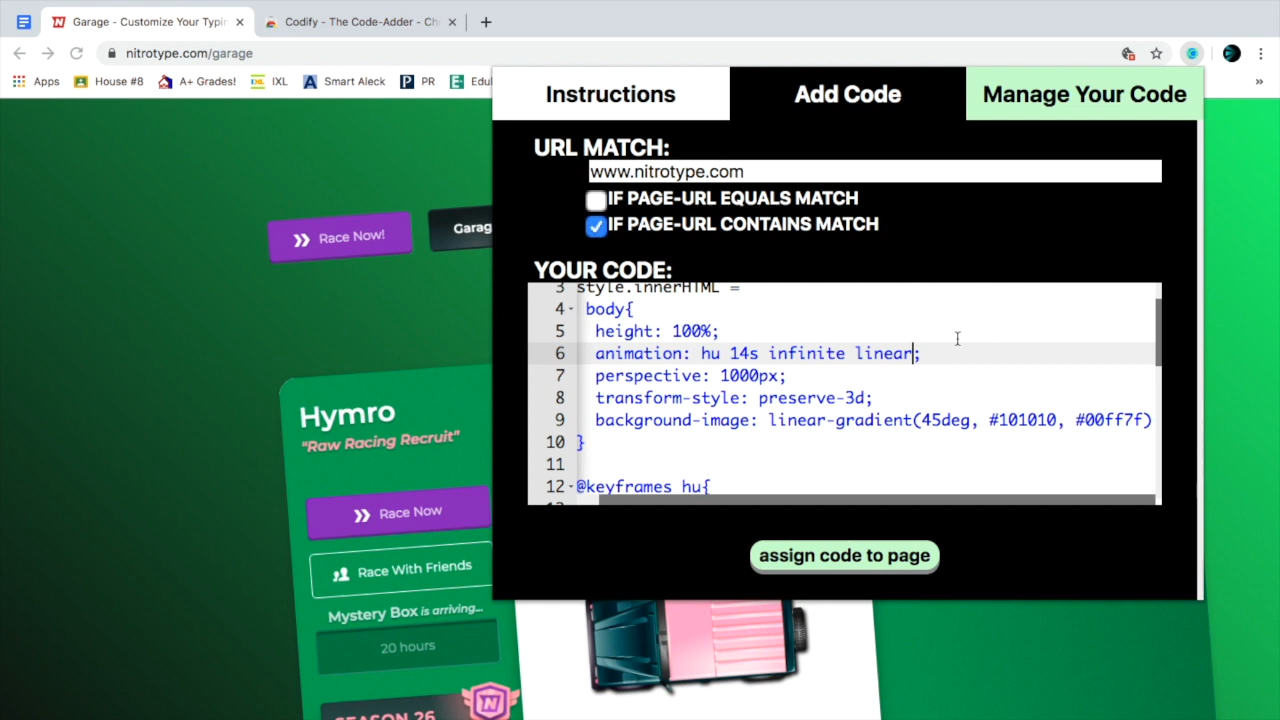 Garage - Customize Your Typin
Codify - The Code-Adder - Ch
nitrotype.com/garage
Apps House #8 A+ Grades! IXL Smart Aleck PR Edul
Instructions Add Code Manage Your Code
URL MATCH:
www.nitrotype.com
IF PAGE-URL EQUALS MATCH
IF PAGE-URL CONTAINS MATCH
YOUR CODE:
3 style.innerHTML =
4 body{
5 height: 100%;
6 animation: hu 14s infinite linear;
7 perspective: 1000px;
8 transform-style: preserve-3d;
9 background-image: linear-gradient(45deg, #101010, #00ff7f)
10 }
11
12 @keyframes hu{
assign code to page
Race Now!
Garag
Hymro
"Raw Racing Recruit"
Race Now
Race With Friends
Mystery Box is arriving...
20 hours
SEASON 26
N